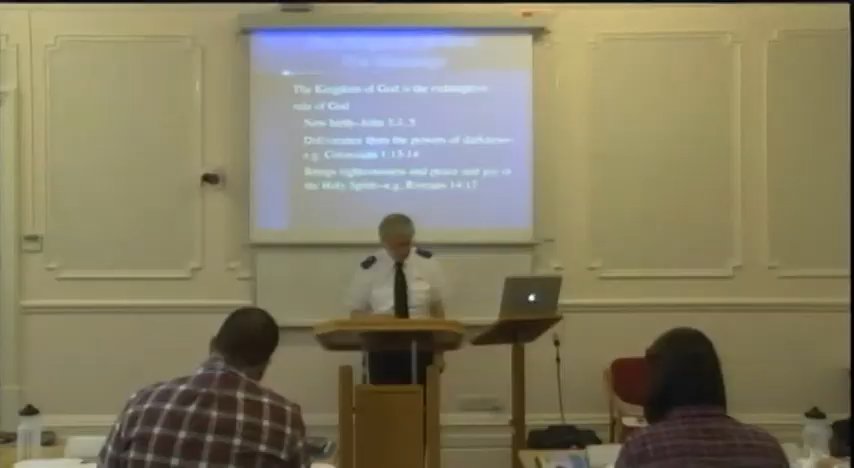 The Kingdom of God is the redemptive
rule of God
New birth–John 3:3, 5
Deliverance from the powers of darkness–
e.g. Colossians 1:13-14
Brings righteousness and peace and joy in
the Holy Spirit–e.g. Romans 14:17